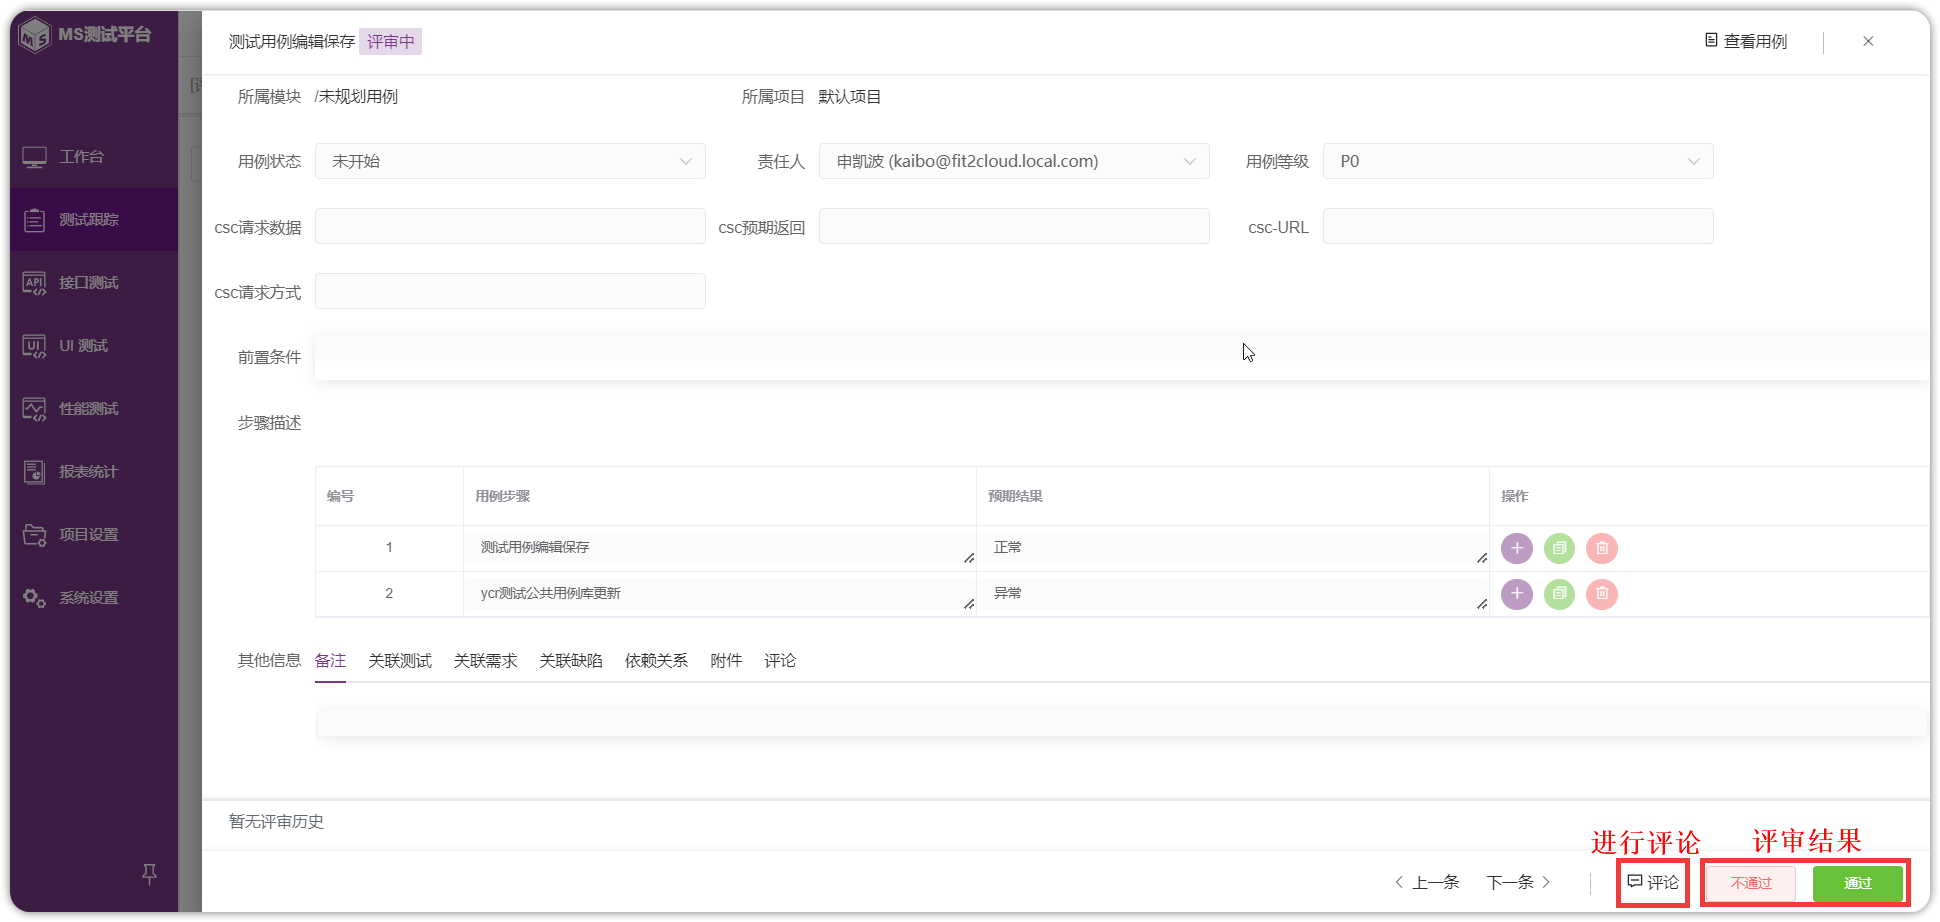 MS测试平台
工作台
测试跟踪
接口测试
UI 测试
性能测试
报表统计
项目设置
系统设置
测试用例编辑保存 评审中 查看用例
所属模块 /未规划用例 所属项目 默认项目
用例状态 未开始 责任人 申凯波 (kaibo@fit2cloud.local.com) 用例等级 P0
csc请求数据 csc预期返回 csc-URL
csc请求方式
前置条件
步骤描述
编号 用例步骤 预期结果 操作
1 测试用例编辑保存 正常
2 ycr测试公共用例库更新 异常
其他信息 备注 关联测试 关联需求 关联缺陷 依赖关系 附件 评论
暂无评审历史
进行评论 评审结果
上一条 下一条 评论 不通过 通过